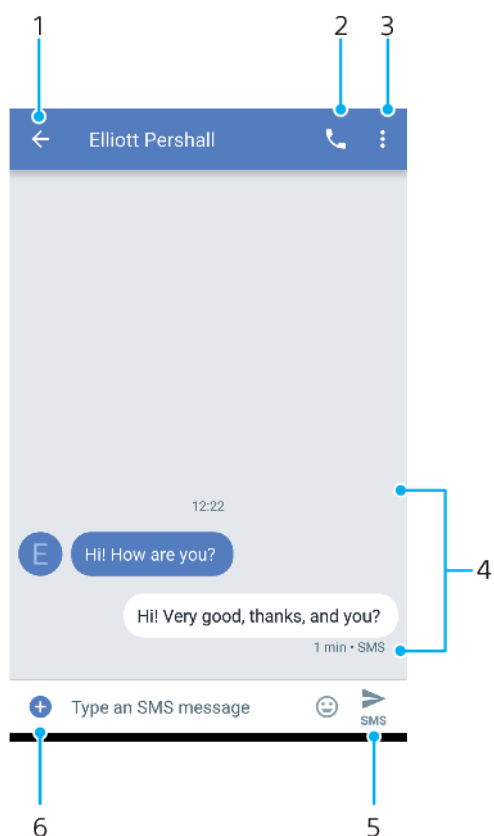 1 2 3
Elliott Pershall
12:22
E Hi! How are you?
Hi! Very good, thanks, and you?
1 min • SMS
4
Type an SMS message
SMS
6 5